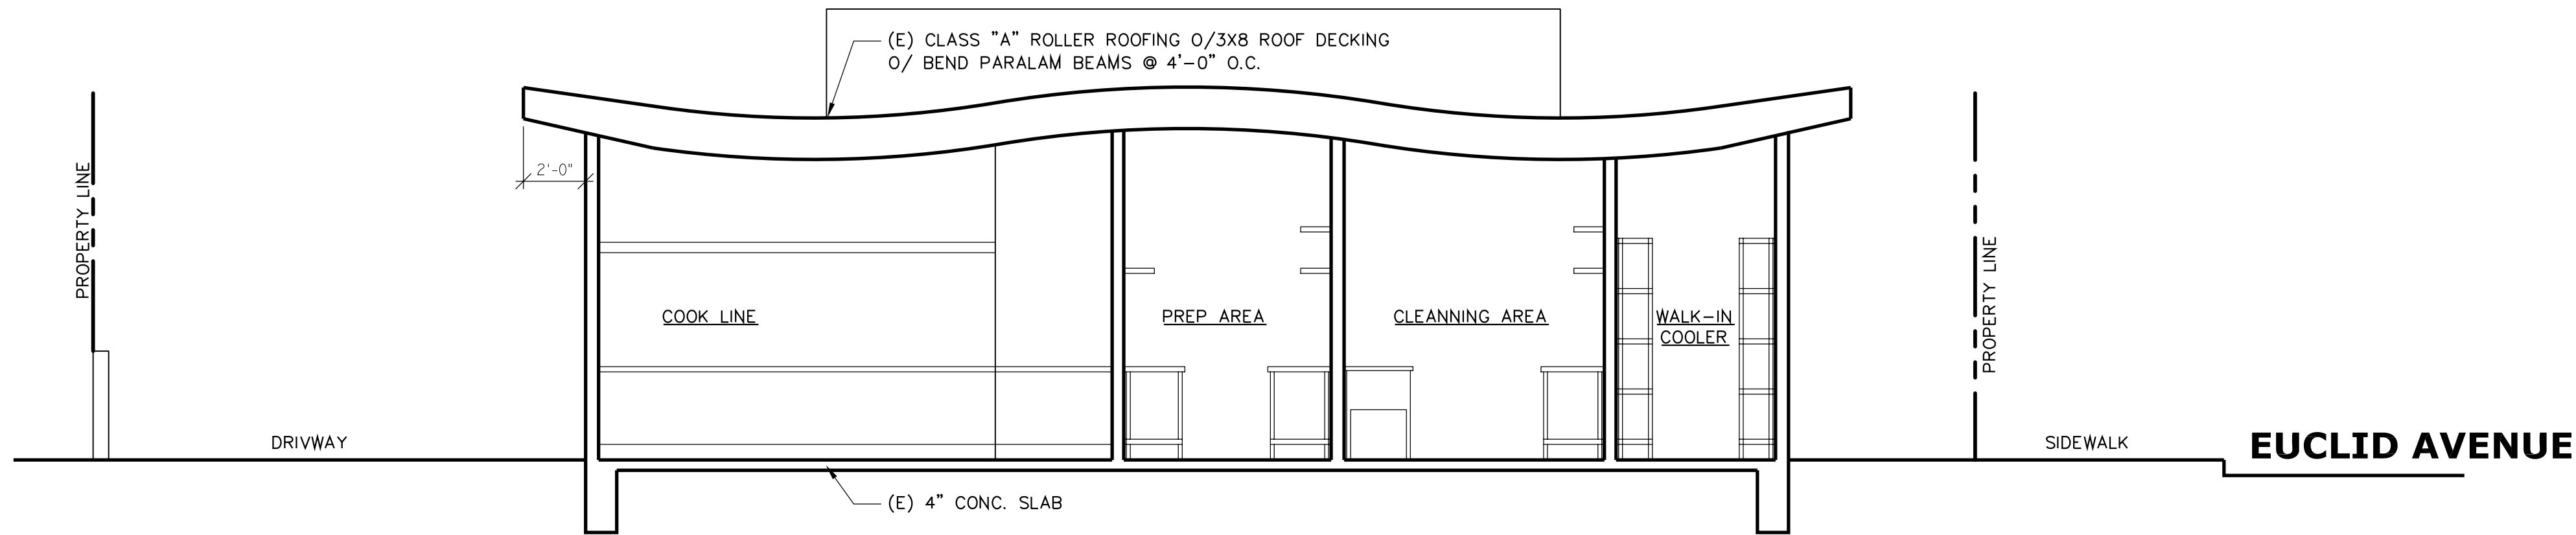 (E) CLASS "A" ROLLER ROOFING O/3X8 ROOF DECKING
O/ BEND PARALAM BEAMS @ 4'-0" O.C.
PROPERTY LINE
2'-0"
COOK LINE
PREP AREA
CLEANNING AREA
WALK-IN
COOLER
PROPERTY LINE
DRIVWAY
SIDEWALK
EUCLID AVENUE
(E) 4" CONC. SLAB